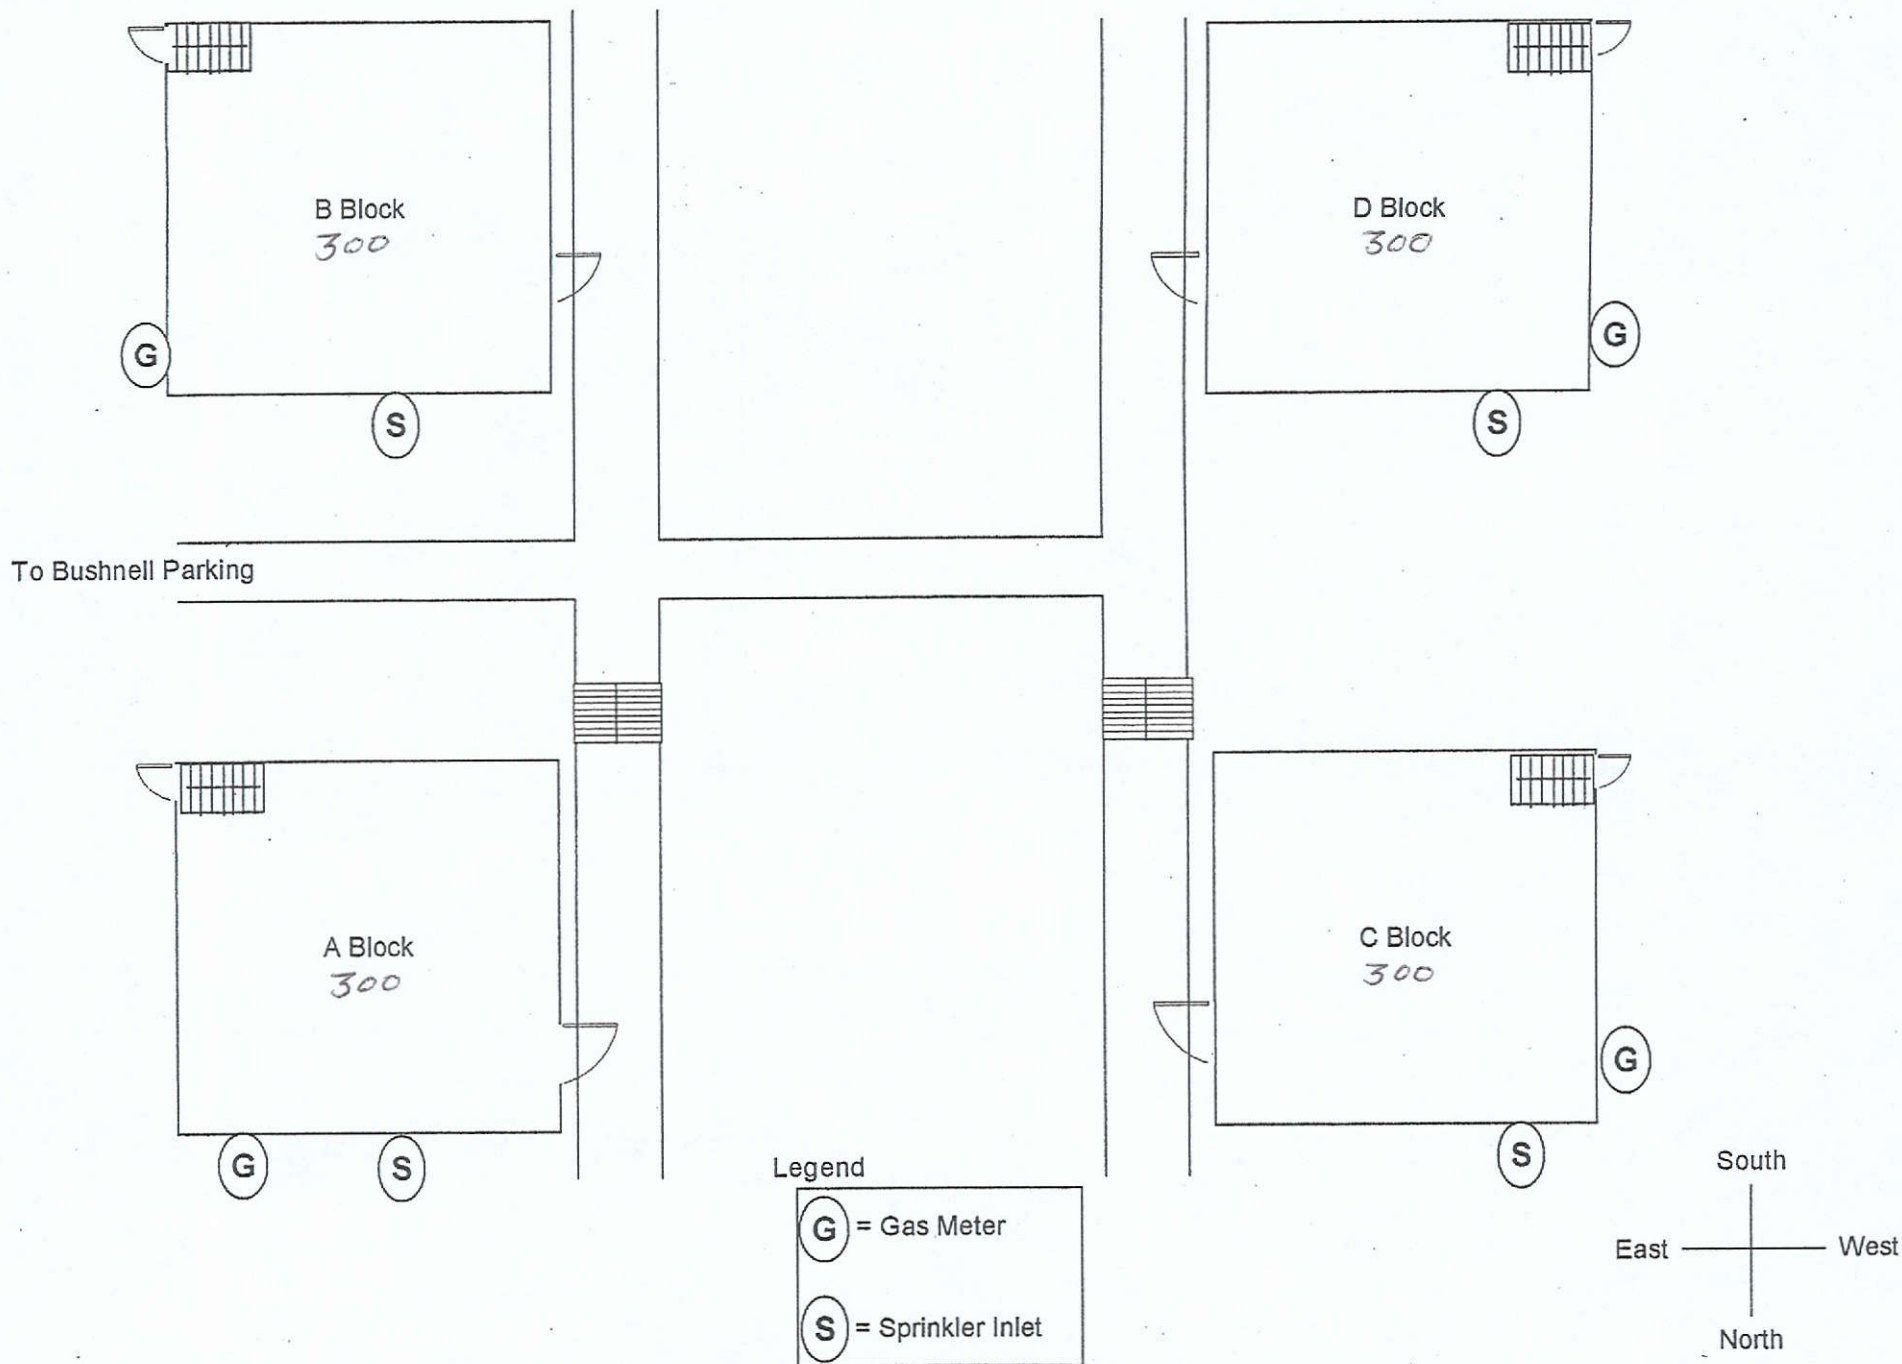 B Block
300
D Block
300
G
G
S
S
To Bushnell Parking
A Block
300
C Block
300
G
G
S
S
Legend
G = Gas Meter
S = Sprinkler Inlet
South
East
West
North